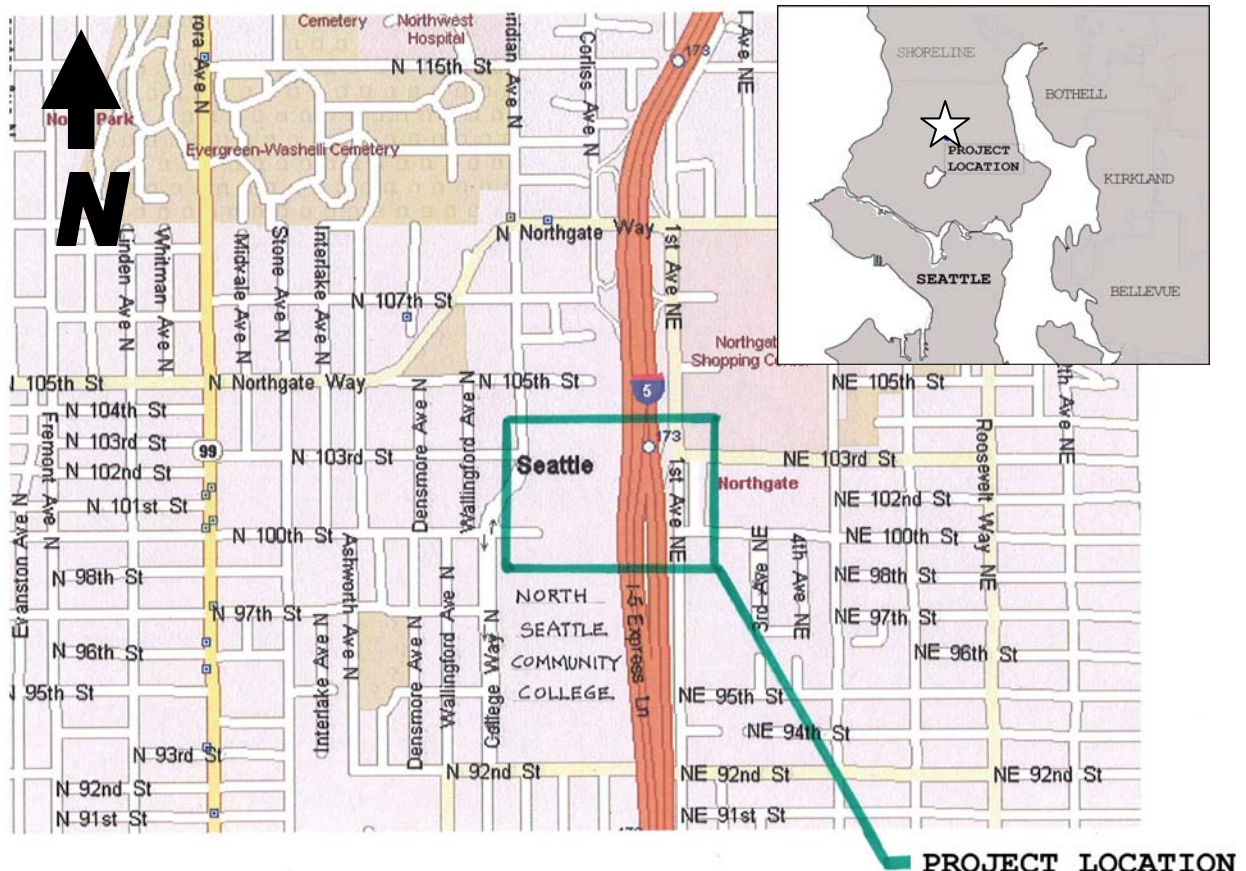 Cemetery
Northwest
Hospital
N 115th St
173
Ave NE
Corliss Ave N
Evergreen-Washelli Cemetery
N
N Northgate Way
1st Ave NE
Linden Ave N
Whitman Ave N
Midvale Ave N
Stone Ave N
Interlake Ave N
N 107th St
Shopping
105th St
N Northgate Way
N 105th St
5
NE 105th St
N 104th St
N 103rd St
N 102nd St
N 101st St
99
N 103rd St
Fremont Ave N
Evanston Ave N
Densmore Ave N
Wallingford Ave N
Seattle
173
1st Ave NE
NE 103rd St
Northgate
NE 102nd St
Roosevelt Way NE
N 100th St
NE 100th St
3rd Ave NE
4th Ave NE
N 98th St
Ashworth Ave N
NE 98th St
N 97th St
NE 97th St
N 96th St
NE 96th St
95th St
Interlake Ave N
Densmore Ave N
Wallingford Ave N
College Way N
NORTH
SEATTLE
COMMUNITY
COLLEGE
I-5 Express Ln
NE 95th St
NE 94th St
N 93rd St
N 92nd St
N 92nd St
NE 92nd St
NE 92nd St
N 91st St
NE 91st St
PROJECT LOCATION
SHORELINE
BOTHELL
PROJECT
LOCATION
KIRKLAND
SEATTLE
BELLEVUE